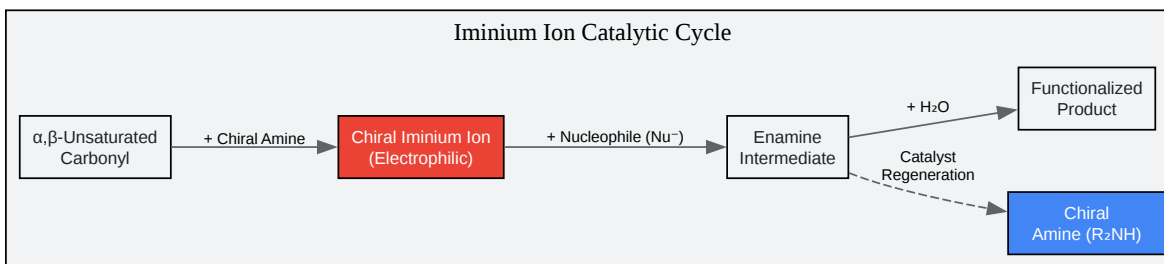 Iminium Ion Catalytic Cycle
α,β-Unsaturated
Carbonyl
+ Chiral Amine
Chiral Iminium Ion
(Electrophilic)
+ Nucleophile (Nu⁻)
Enamine
Intermediate
+ H₂O
Functionalized
Product
Catalyst
Regeneration
Chiral
Amine (R₂NH)